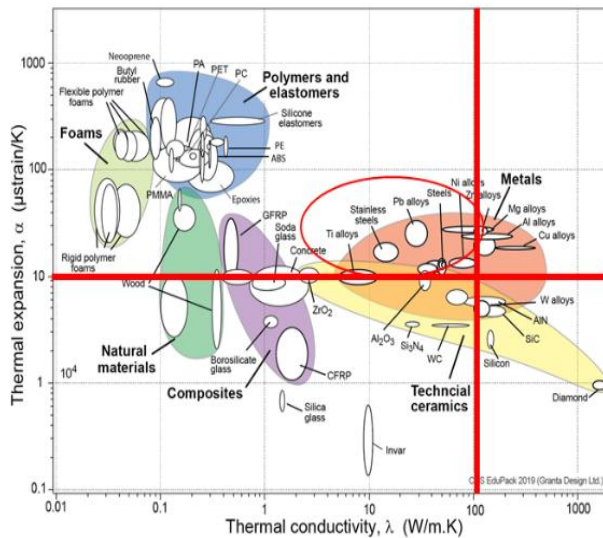 Thermal expansion, α (µstrain/K)
1000
100
10
1
0.1
10⁴
Neooprene
Butyl rubber
Flexible polymer foams
PA
PET
PC
Polymers and elastomers
Silicone elastomers
Foams
PE
ABS
PMMA
Epoxies
Rigid polymer foams
Wood
Natural materials
GFRP
Soda glass
Concrete
ZrO₂
Borosilicate glass
Composites
CFRP
Silica glass
Invar
Stainless steels
Pb alloys
Steels
Ni alloys
Zn alloys
Metals
Mg alloys
Al alloys
Cu alloys
Ti alloys
W alloys
AlN
SiC
Al₂O₃
Si₃N₄
WC
Silicon
Techncial ceramics
Diamond
EduPack 2019 (Granta Design Ltd.)
0.01
0.1
1
10
100
1000
Thermal conductivity, λ (W/m.K)